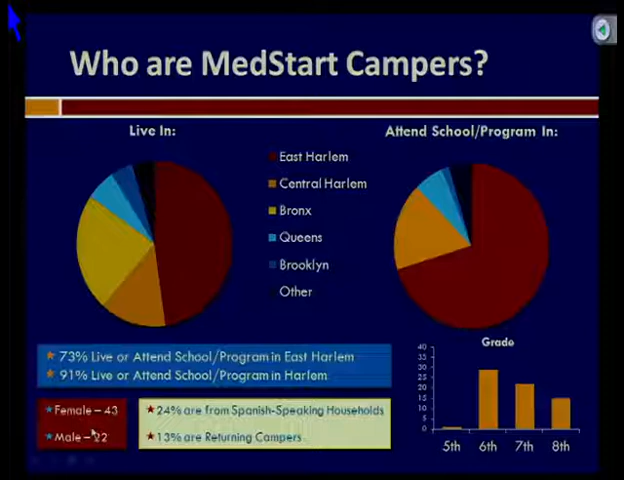 Who are MedStart Campers?
Live In:
Attend School/Program In:
East Harlem
Central Harlem
Bronx
Queens
Brooklyn
Other
73% Live or Attend School/Program in East Harlem
91% Live or Attend School/Program in Harlem
Female – 43
Male – 22
24% are from Spanish-Speaking Households
13% are Returning Campers
Grade
40
35
30
25
20
15
10
5
0
5th 6th 7th 8th